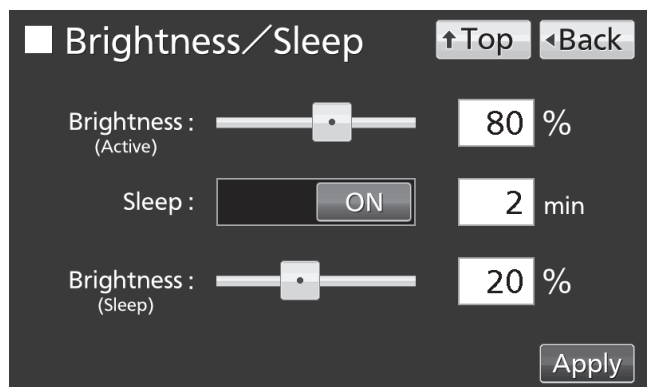 Brightness／Sleep
↑Top
◂Back
Brightness :
(Active)
80 %
Sleep :
ON
2 min
Brightness :
(Sleep)
20 %
Apply